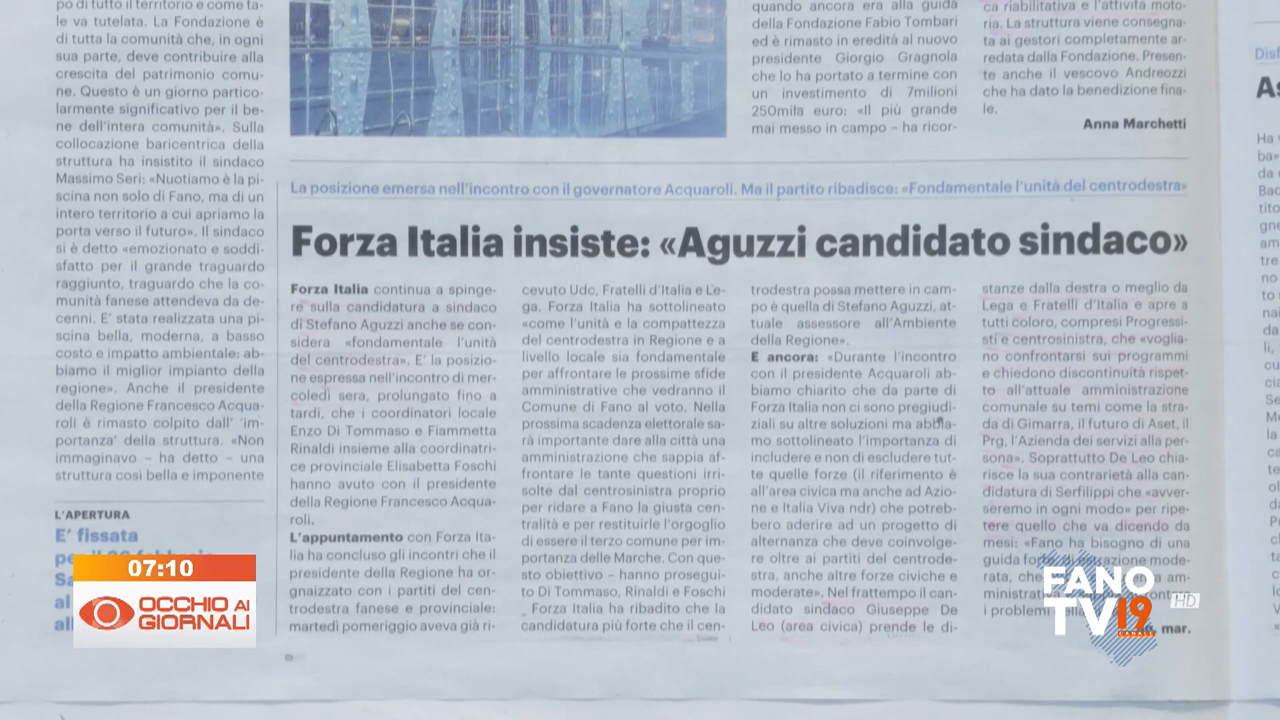 po di tutto il territorio e come ta-
le va tutelata. La Fondazione è
di tutta la comunità che, in ogni
sua parte, deve contribuire alla
crescita del patrimonio comu-
ne. Questo è un giorno partico-
larmente significativo per il be-
ne dell'intera comunità». Sulla
collocazione baricentrica della
struttura ha insistito il sindaco
Massimo Seri: «Nuotiamo è la pi-
scina non solo di Fano, ma di un
intero territorio a cui apriamo la
porta verso il futuro». Il sindaco
si è detto «emozionato e soddi-
sfatto per il grande traguardo
raggiunto, traguardo che la co-
munità fanese attendeva da de-
cenni. E' stata realizzata una pi-
scina bella, moderna, a basso
costo e impatto ambientale: ab-
biamo il miglior impianto della
regione». Anche il presidente
della Regione Francesco Acqua-
roli è rimasto colpito dall' 'im-
portanza' della struttura. «Non
immaginavo – ha detto – una
struttura così bella e imponente
L'APERTURA
E' fissata
quando ancora era alla guida
della Fondazione Fabio Tombari
ed è rimasto in eredità al nuovo
presidente Giorgio Gragnola
che lo ha portato a termine con
un investimento di 7milioni
250mila euro: «Il più grande
mai messo in campo – ha ricor-
ca riabilitativa e l'attività moto-
ria. La struttura viene consegna-
ta ai gestori completamente ar-
redata dalla Fondazione. Presen-
te anche il vescovo Andreozzi
che ha dato la benedizione fina-
le.
Anna Marchetti
La posizione emersa nell'incontro con il governatore Acquaroli. Ma il partito ribadisce: «Fondamentale l'unità del centrodestra»
Forza Italia insiste: «Aguzzi candidato sindaco»
Forza Italia continua a spinge-
re sulla candidatura a sindaco
di Stefano Aguzzi anche se con-
sidera «fondamentale l'unità
del centrodestra». E' la posizio-
ne espressa nell'incontro di mer-
coledì sera, prolungato fino a
tardi, che i coordinatori locale
Enzo Di Tommaso e Fiammetta
Rinaldi insieme alla coordinatri-
ce provinciale Elisabetta Foschi
hanno avuto con il presidente
della Regione Francesco Acqua-
roli.
L'appuntamento con Forza Ita-
lia ha concluso gli incontri che il
presidente della Regione ha or-
gnaizzato con i partiti del cen-
trodestra fanese e provinciale:
martedì pomeriggio aveva già ri-
cevuto Udc, Fratelli d'Italia e Le-
ga. Forza Italia ha sottolineato
«come l'unità e la compattezza
del centrodestra in Regione e a
livello locale sia fondamentale
per affrontare le prossime sfide
amministrative che vedranno il
Comune di Fano al voto. Nella
prossima scadenza elettorale sa-
rà importante dare alla città una
amministrazione che sappia af-
frontare le tante questioni irri-
solte dal centrosinistra proprio
per ridare a Fano la giusta cen-
tralità e per restituirle l'orgoglio
di essere il terzo comune per im-
portanza delle Marche. Con que-
sto obiettivo – hanno prosegui-
to Di Tommaso, Rinaldi e Foschi
_ Forza Italia ha ribadito che la
candidatura più forte che il cen-
trodestra possa mettere in cam-
po è quella di Stefano Aguzzi, at-
tuale assessore all'Ambiente
della Regione».
E ancora: «Durante l'incontro
con il presidente Acquaroli ab-
biamo chiarito che da parte di
Forza Italia non ci sono pregiudi-
ziali su altre soluzioni ma abbia-
mo sottolineato l'importanza di
includere e non di escludere tut-
te quelle forze (il riferimento è
all'area civica ma anche ad Azio-
ne e Italia Viva ndr) che potreb-
bero aderire ad un progetto di
alternanza che deve coinvolge-
re oltre ai partiti del centrode-
stra, anche altre forze civiche e
moderate». Nel frattempo il can-
didato sindaco Giuseppe De
Leo (area civica) prende le di-
stanze dalla destra o meglio da
Lega e Fratelli d'Italia e apre a
tutti coloro, compresi Progressi-
sti e centrosinistra, che «voglia-
no confrontarsi sui programmi
e chiedono discontinuità rispet-
to all'attuale amministrazione
comunale su temi come la stra-
da di Gimarra, il futuro di Aset, il
Prg, l'Azienda dei servizi alla per-
sona». Soprattutto De Leo chia-
risce la sua contrarietà alla can-
didatura di Serfilippi che «avver-
seremo in ogni modo» per ripe-
tere quello che va dicendo da
mesi: «Fano ha bisogno di una
guida forte di ispirazione mode-
rata, che
ministrativa
i problemi
mar.
07:10
OCCHIO AI
GIORNALI
FANO
TV 19
CANALE
HD